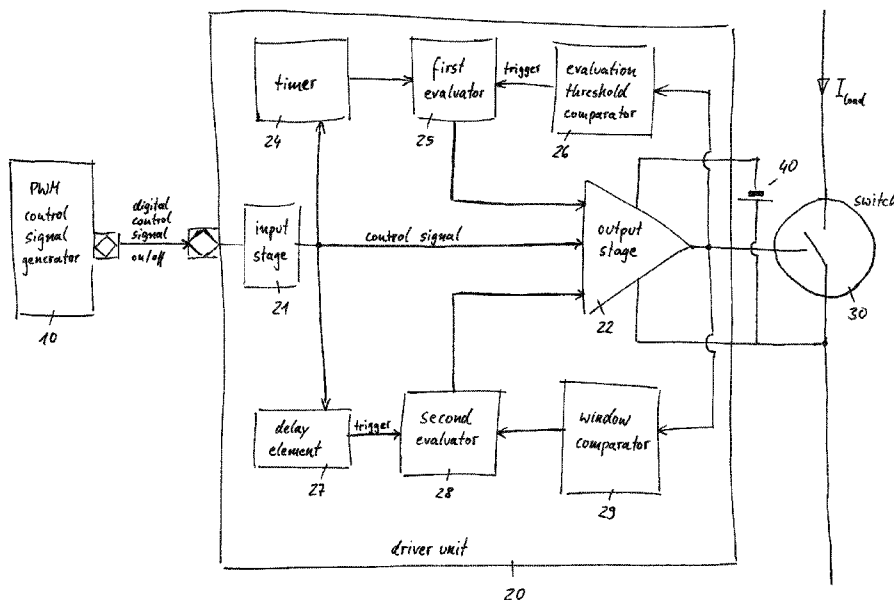 timer
24
first
evaluator
25
trigger
evaluation
threshold
comparator
26
I_load
PWM
control
signal
generator
10
digital
control
signal
on/off
input
stage
21
control signal
output
stage
22
40
switch
30
delay
element
27
trigger
second
evaluator
28
window
comparator
29
driver unit
20